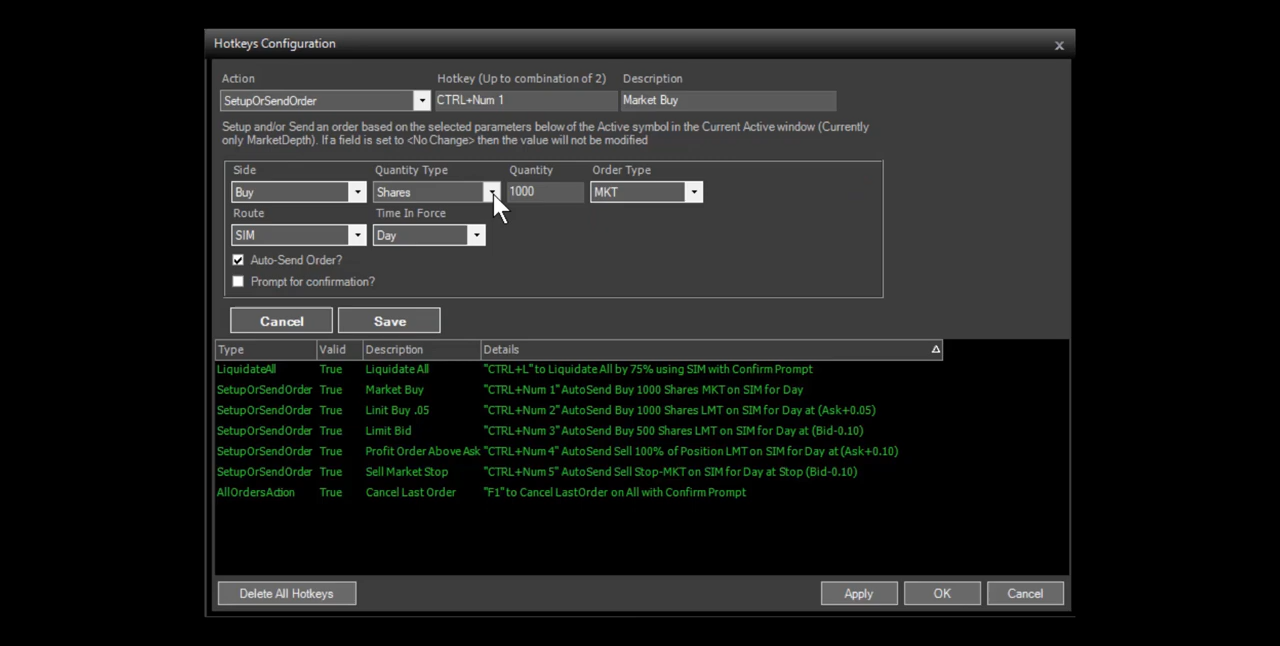 Hotkeys Configuration
x
Action Hotkey (Up to combination of 2) Description
SetupOrSendOrder CTRL+Num 1 Market Buy
Setup and/or Send an order based on the selected parameters below of the Active symbol in the Current Active window (Currently
only MarketDepth). If a field is set to <No Change> then the value will not be modified
Side Quantity Type Quantity Order Type
Buy Shares 1000 MKT
Route Time In Force
SIM Day
Auto-Send Order?
Prompt for confirmation?
Cancel Save
Type Valid Description Details
LiquidateAll True Liquidate All "CTRL+L" to Liquidate All by 75% using SIM with Confirm Prompt
SetupOrSendOrder True Market Buy "CTRL+Num 1" AutoSend Buy 1000 Shares MKT on SIM for Day
SetupOrSendOrder True Linit Buy .05 "CTRL+Num 2" AutoSend Buy 1000 Shares LMT on SIM for Day at (Ask+0.05)
SetupOrSendOrder True Limit Bid "CTRL+Num 3" AutoSend Buy 500 Shares LMT on SIM for Day at (Bid-0.10)
SetupOrSendOrder True Profit Order Above Ask "CTRL+Num 4" AutoSend Sell 100% of Position LMT on SIM for Day at (Ask+0.10)
SetupOrSendOrder True Sell Market Stop "CTRL+Num 5" AutoSend Sell Stop-MKT on SIM for Day at Stop (Bid-0.10)
AllOrdersAction True Cancel Last Order "F1" to Cancel LastOrder on All with Confirm Prompt
Delete All Hotkeys Apply OK Cancel